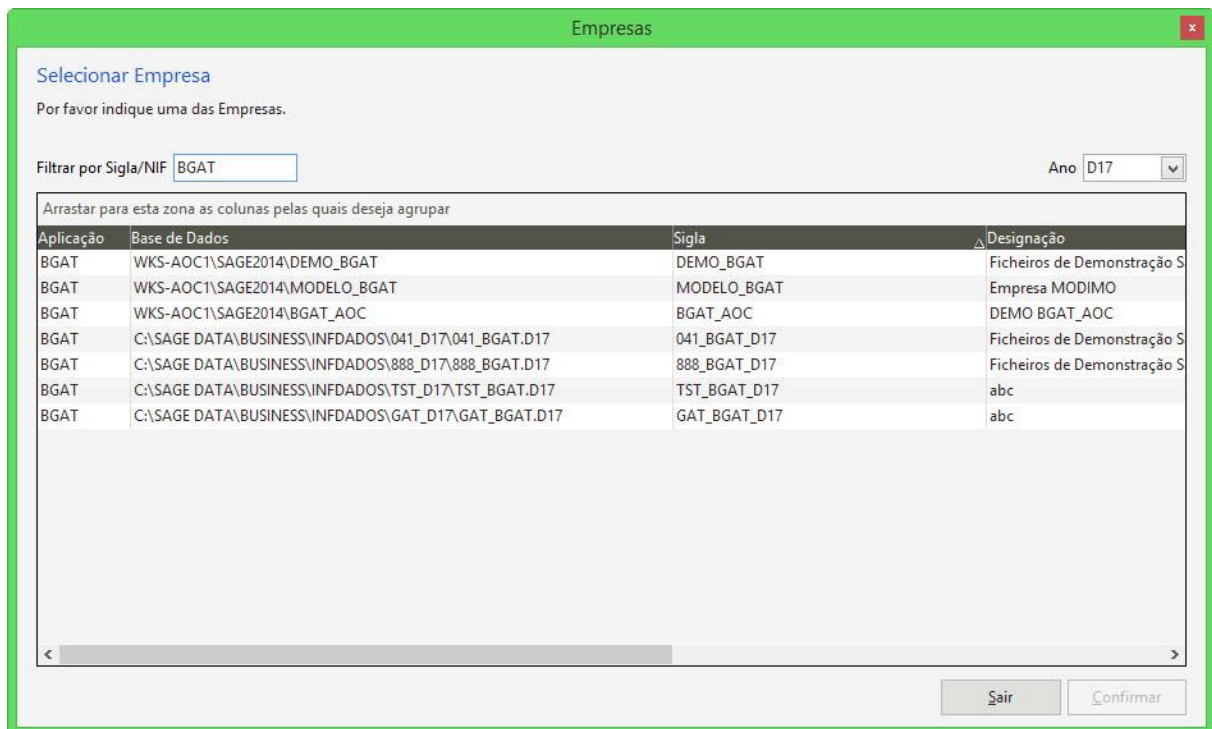 Empresas
x
Selecionar Empresa
Por favor indique uma das Empresas.
Filtrar por Sigla/NIF BGAT Ano D17
Arrastar para esta zona as colunas pelas quais deseja agrupar
Aplicação Base de Dados Sigla Designação
BGAT WKS-AOC1\SAGE2014\DEMO_BGAT DEMO_BGAT Ficheiros de Demonstração S
BGAT WKS-AOC1\SAGE2014\MODELO_BGAT MODELO_BGAT Empresa MODIMO
BGAT WKS-AOC1\SAGE2014\BGAT_AOC BGAT_AOC DEMO BGAT_AOC
BGAT C:\SAGE DATA\BUSINESS\INFDADOS\041_D17\041_BGAT.D17 041_BGAT_D17 Ficheiros de Demonstração S
BGAT C:\SAGE DATA\BUSINESS\INFDADOS\888_D17\888_BGAT.D17 888_BGAT_D17 Ficheiros de Demonstração S
BGAT C:\SAGE DATA\BUSINESS\INFDADOS\TST_D17\TST_BGAT.D17 TST_BGAT_D17 abc
BGAT C:\SAGE DATA\BUSINESS\INFDADOS\GAT_D17\GAT_BGAT.D17 GAT_BGAT_D17 abc
Sair Confirmar